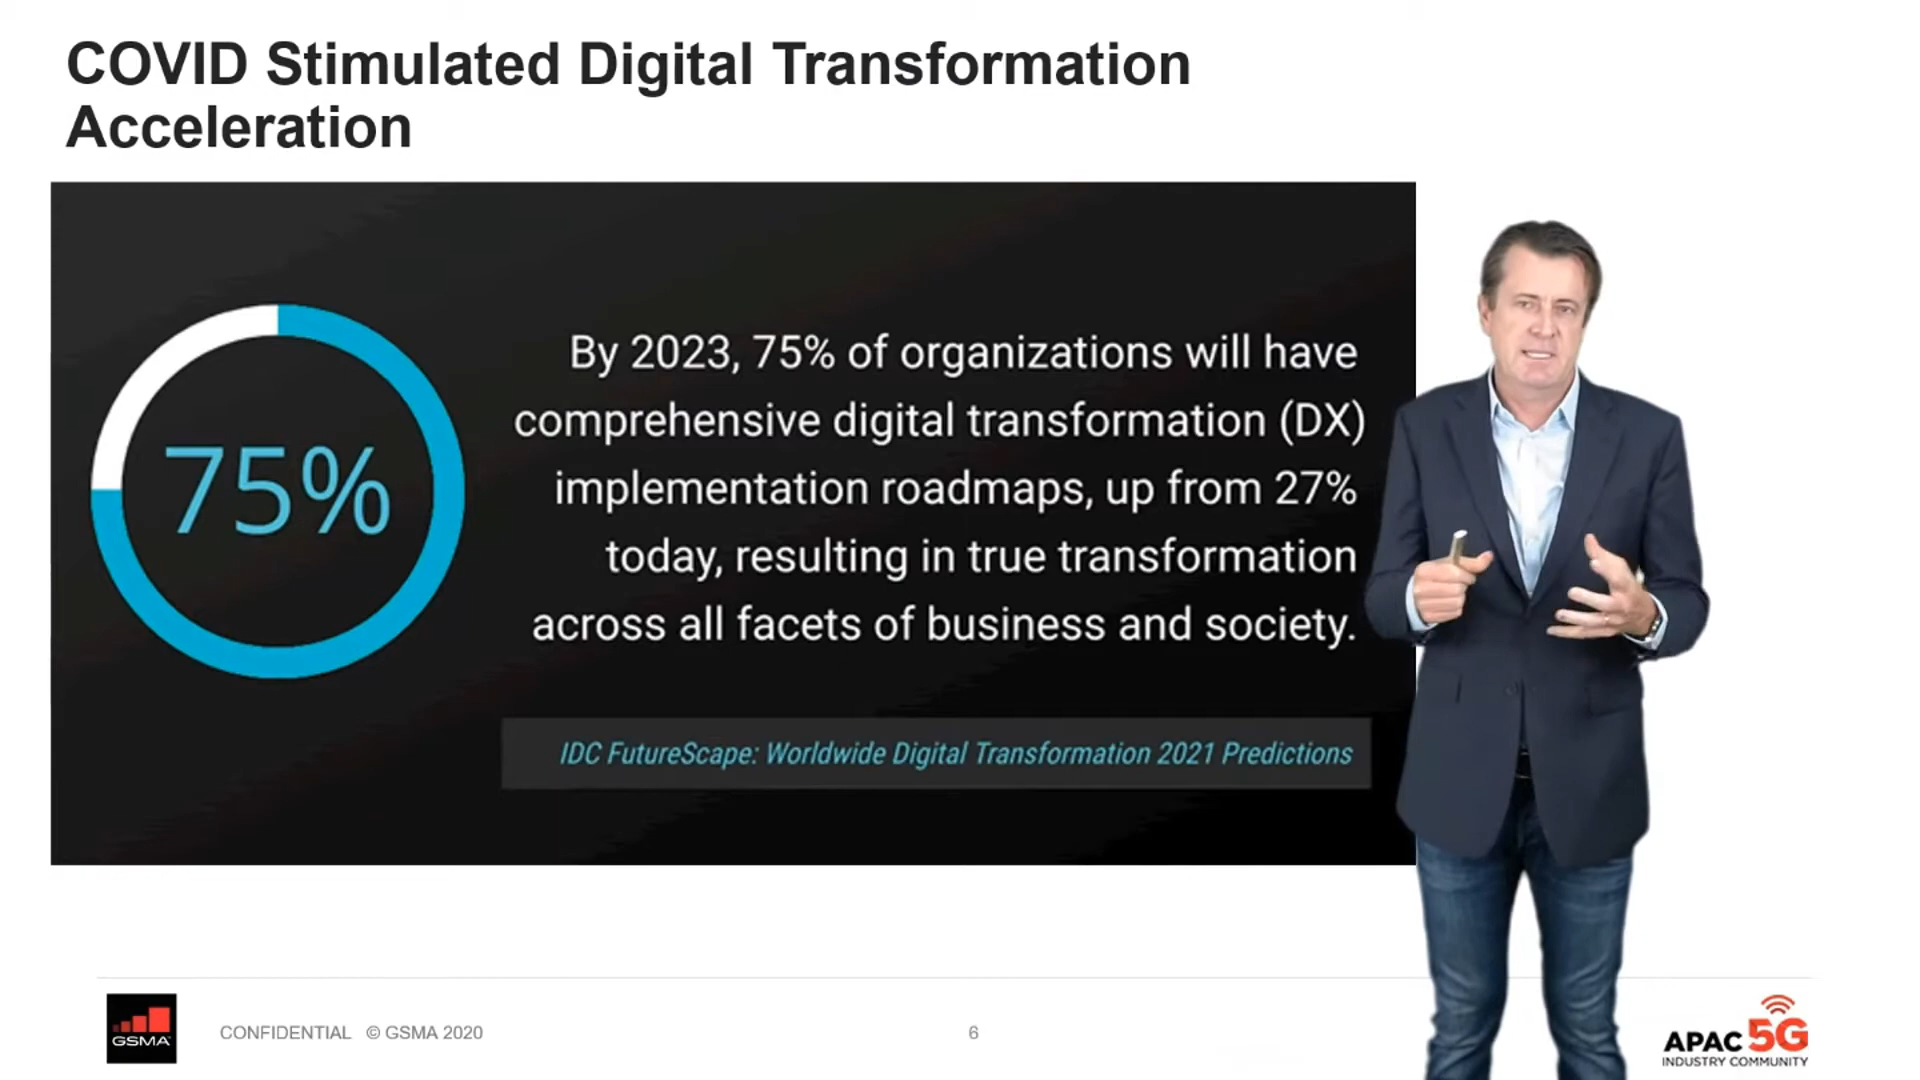 COVID Stimulated Digital Transformation
Acceleration
75%
By 2023, 75% of organizations will have
comprehensive digital transformation (DX)
implementation roadmaps, up from 27%
today, resulting in true transformation
across all facets of business and society.
IDC FutureScape: Worldwide Digital Transformation 2021 Predictions
GSMA
CONFIDENTIAL © GSMA 2020
6
APAC 5G
INDUSTRY COMMUNITY